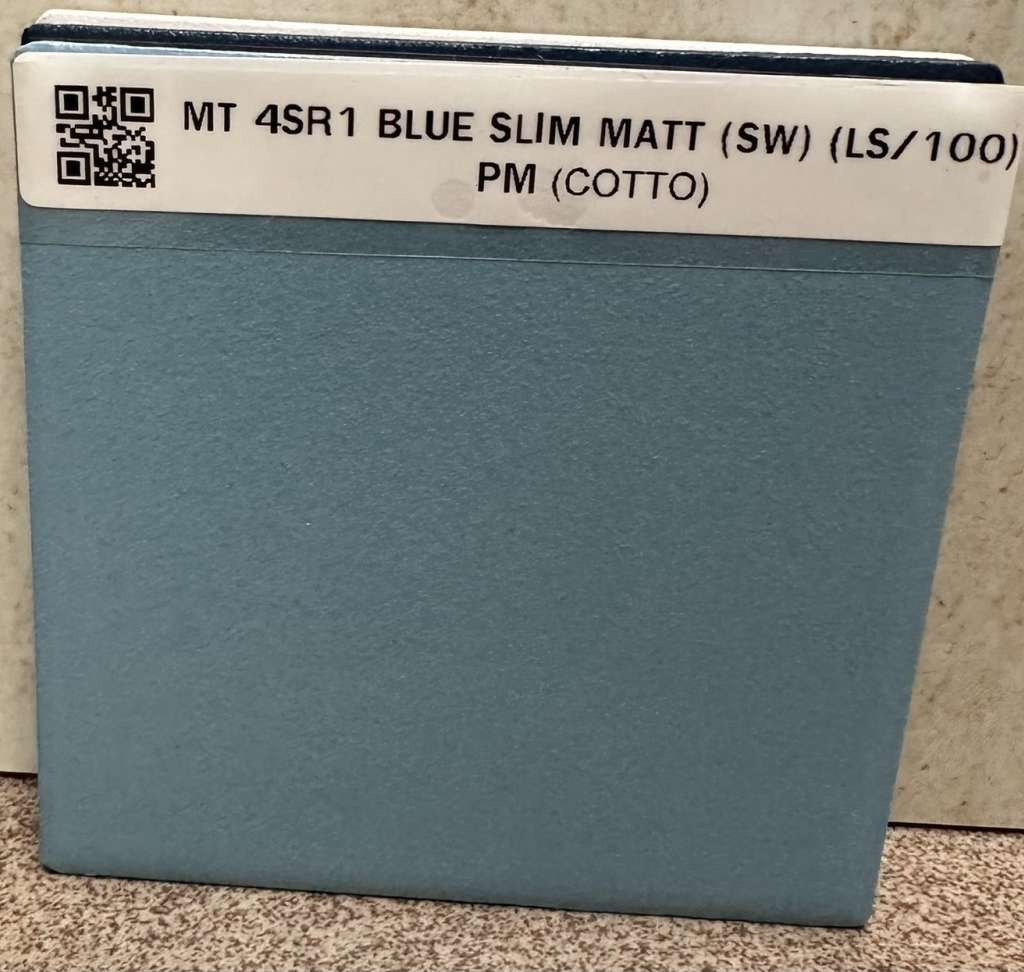 MT 4SR1 BLUE SLIM MATT (SW) (LS/100)
PM (COTTO)